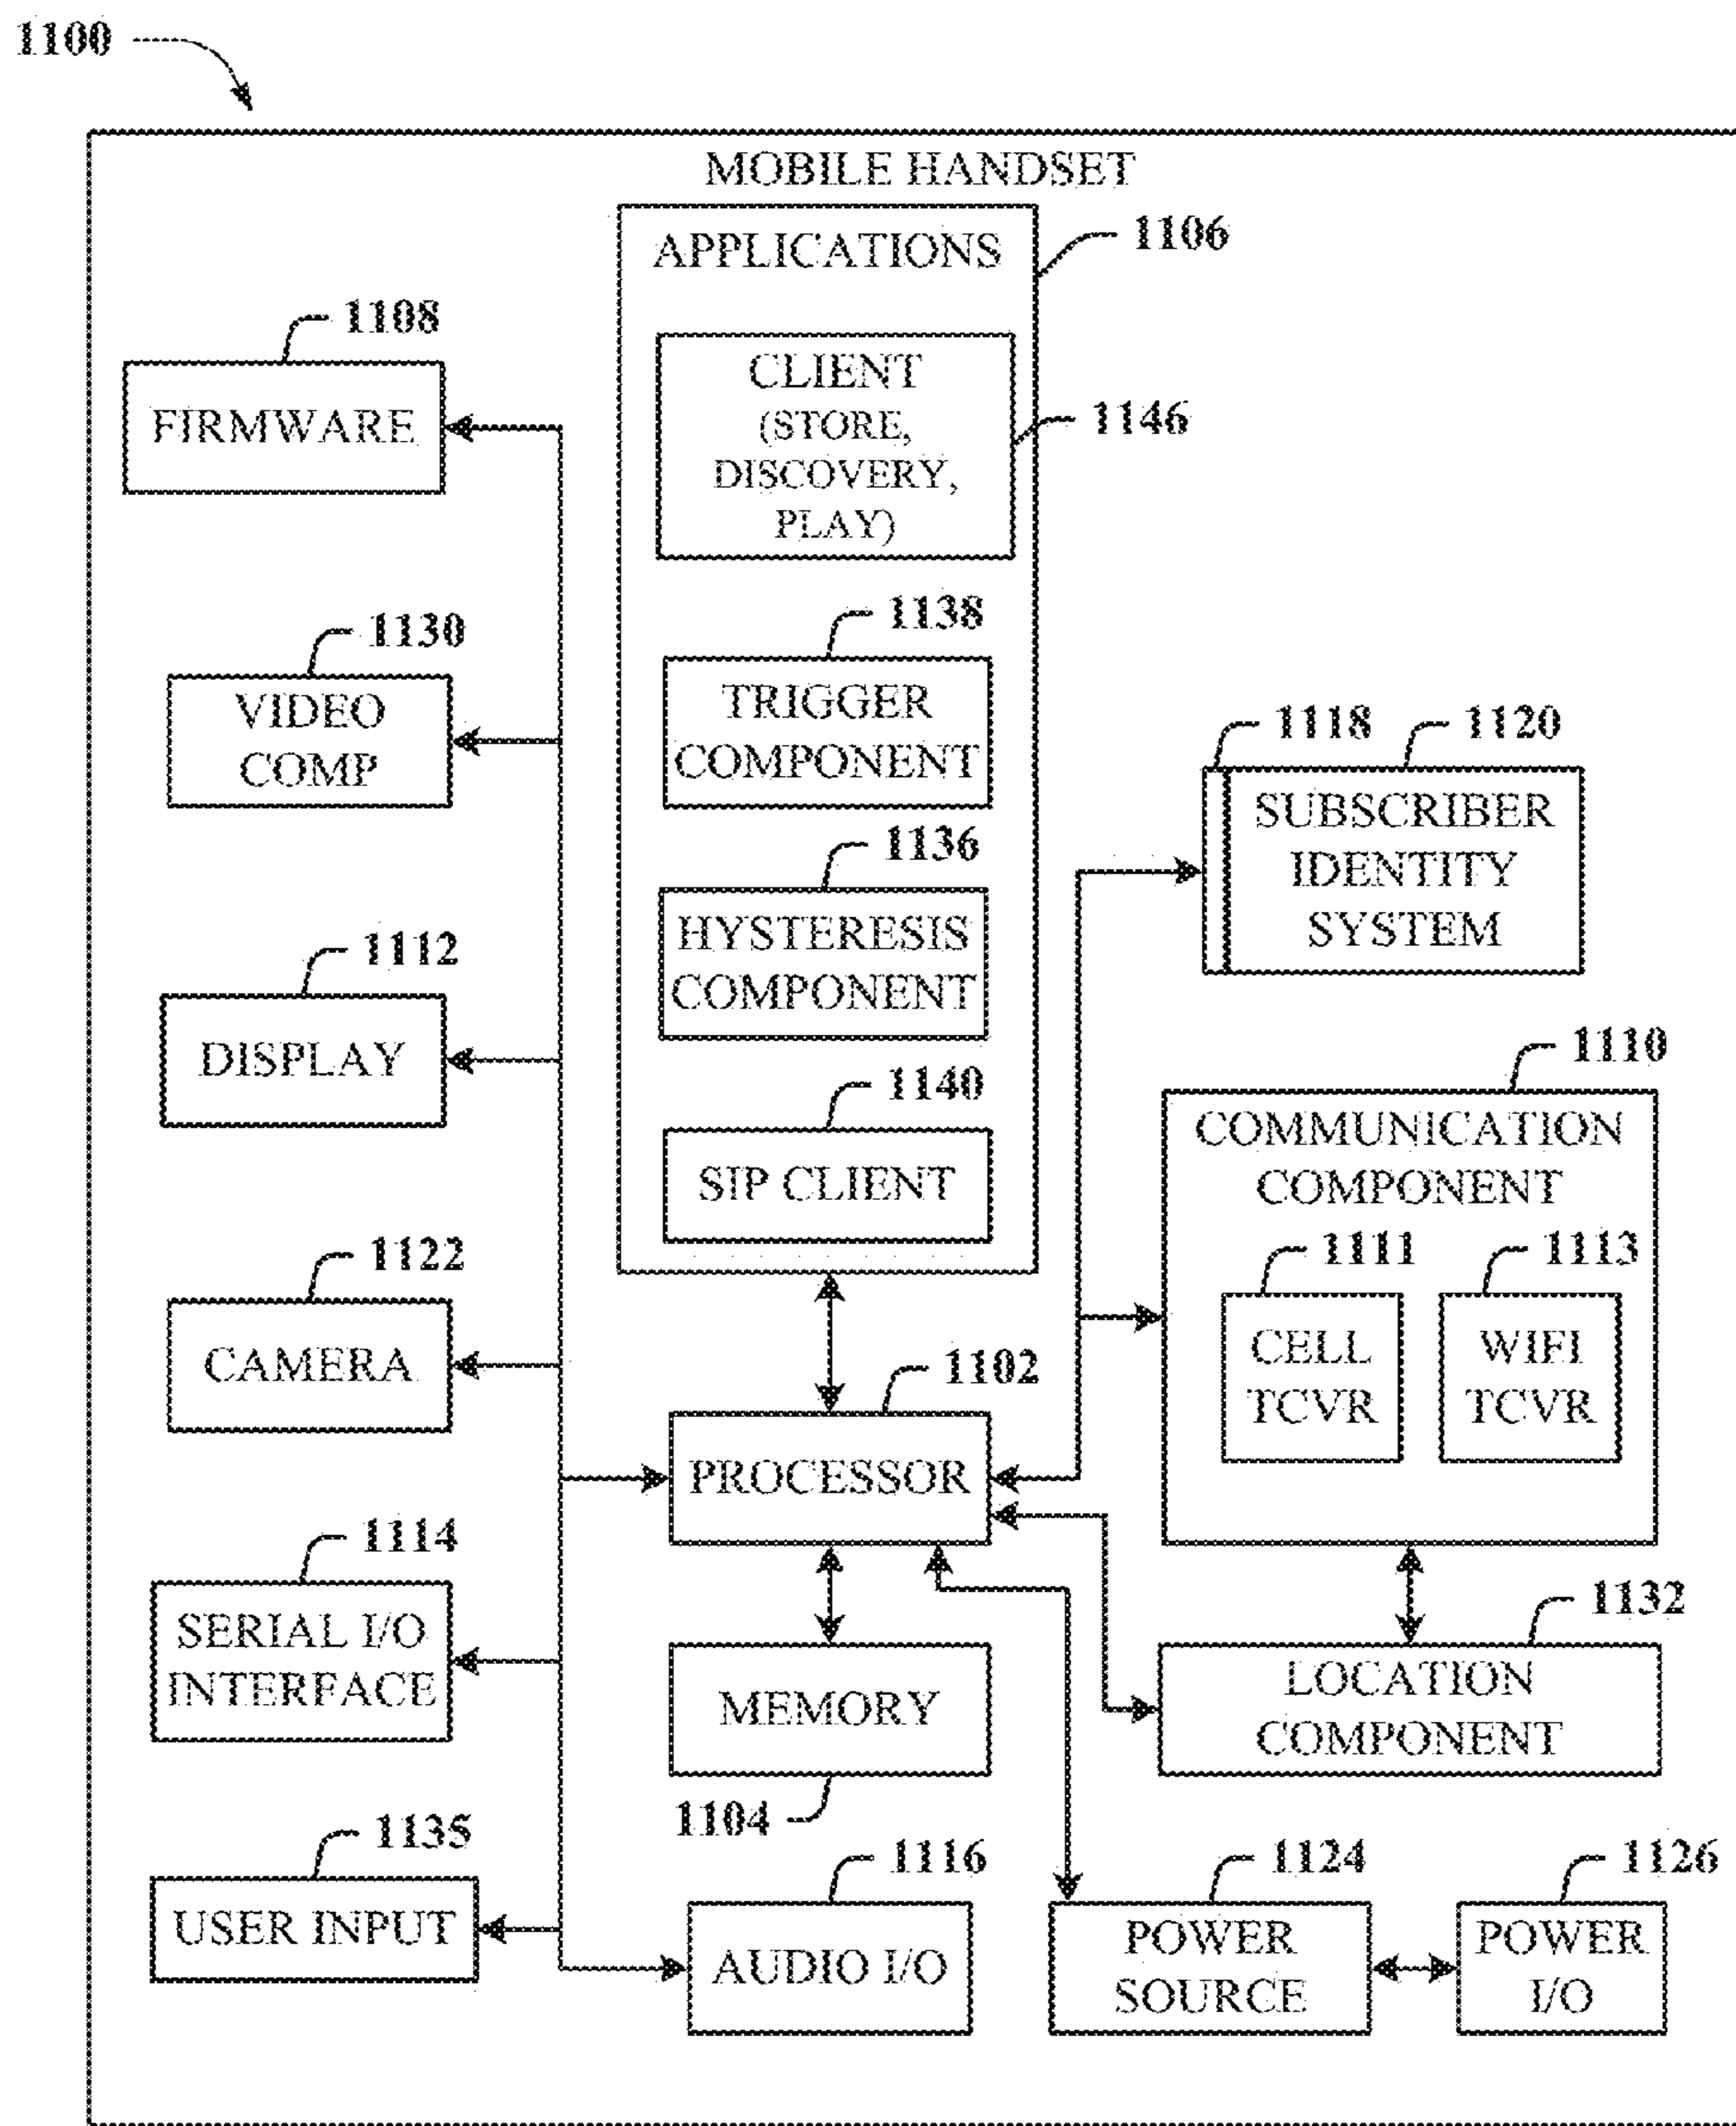 1100
MOBILE HANDSET
APPLICATIONS
1106
CLIENT
(STORE,
DISCOVERY,
PLAY)
1146
1138
TRIGGER
COMPONENT
1136
HYSTERESIS
COMPONENT
1140
SIP CLIENT
1108
FIRMWARE
1130
VIDEO
COMP
1112
DISPLAY
1122
CAMERA
1114
SERIAL I/O
INTERFACE
1135
USER INPUT
1102
PROCESSOR
MEMORY
1104
1116
AUDIO I/O
1118
1120
SUBSCRIBER
IDENTITY
SYSTEM
1110
COMMUNICATION
COMPONENT
1111
CELL
TCVR
1113
WIFI
TCVR
1132
LOCATION
COMPONENT
1124
POWER
SOURCE
1126
POWER
I/O